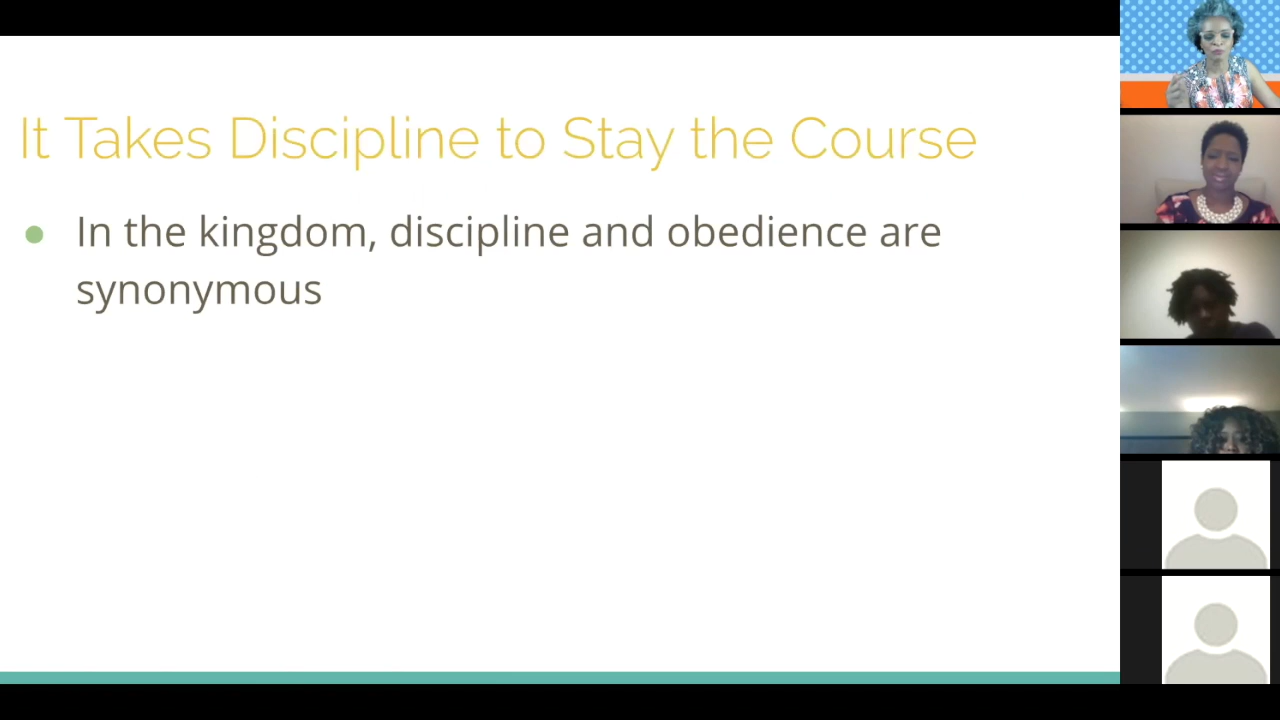 It Takes Discipline to Stay the Course
In the kingdom, discipline and obedience are
synonymous